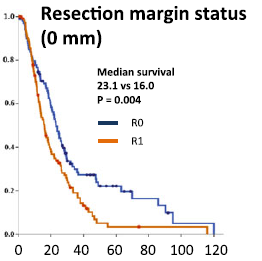 Resection margin status
(0 mm)
Median survival
23.1 vs 16.0
P = 0.004
R0
R1
1.0
0.8
0.6
0.4
0.2
0.0
0 20 40 60 80 100 120